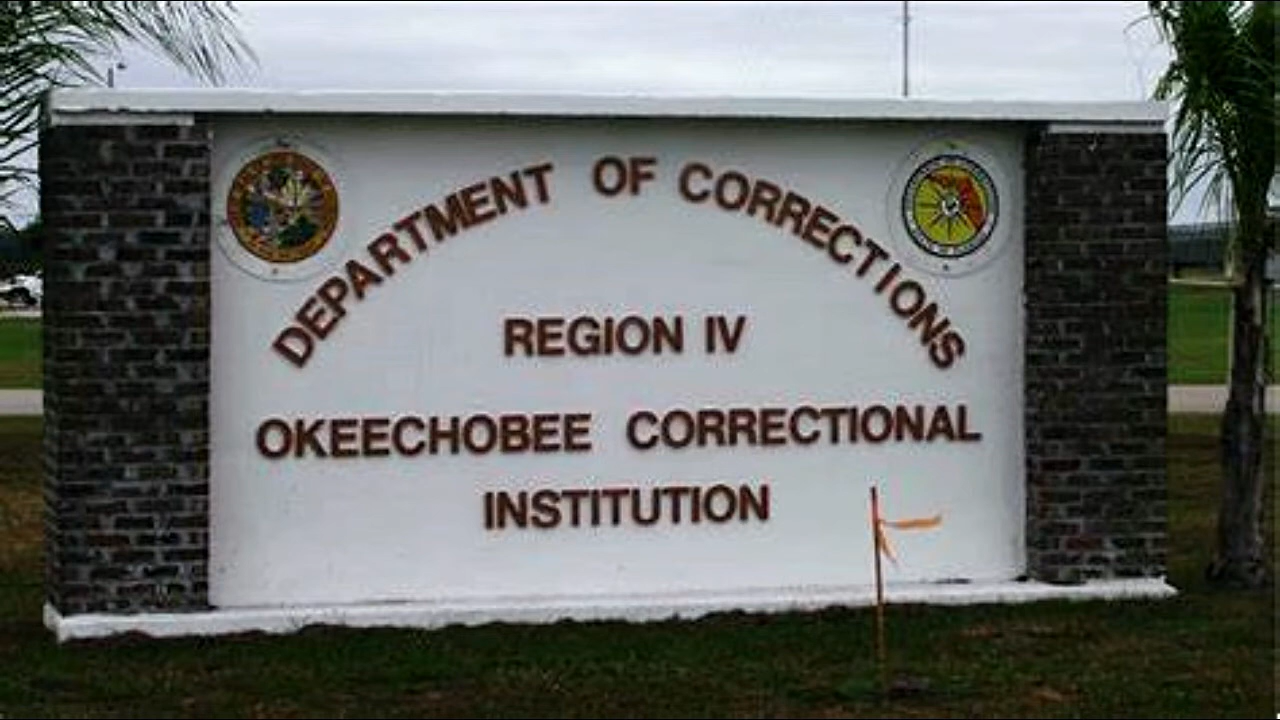 DEPARTMENT OF CORRECTIONS
REGION IV
OKEECHOBEE CORRECTIONAL
INSTITUTION